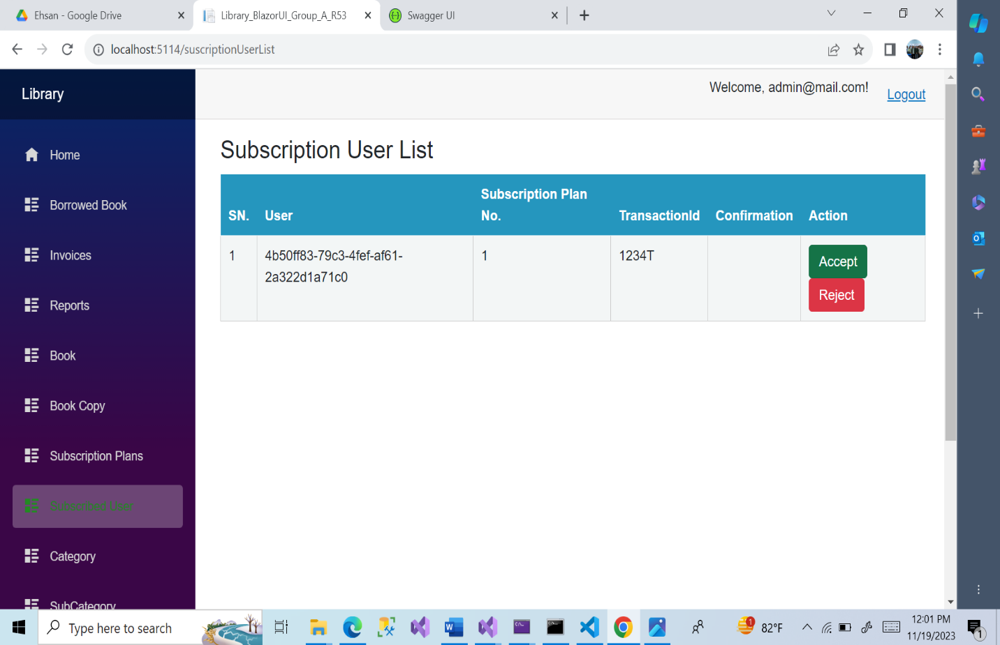 Ehsan - Google Drive
Library_BlazorUI_Group_A_R53
Swagger UI
localhost:5114/suscriptionUserList
Library
Welcome, admin@mail.com!
Logout
Home
Borrowed Book
Invoices
Reports
Book
Book Copy
Subscription Plans
Subscribed User
Category
SubCategory
Subscription User List
SN.
User
Subscription Plan
No.
TransactionId
Confirmation
Action
1
4b50ff83-79c3-4fef-af61-
2a322d1a71c0
1
1234T
Accept
Reject
Type here to search
1
82°F
12:01 PM
11/19/2023
1